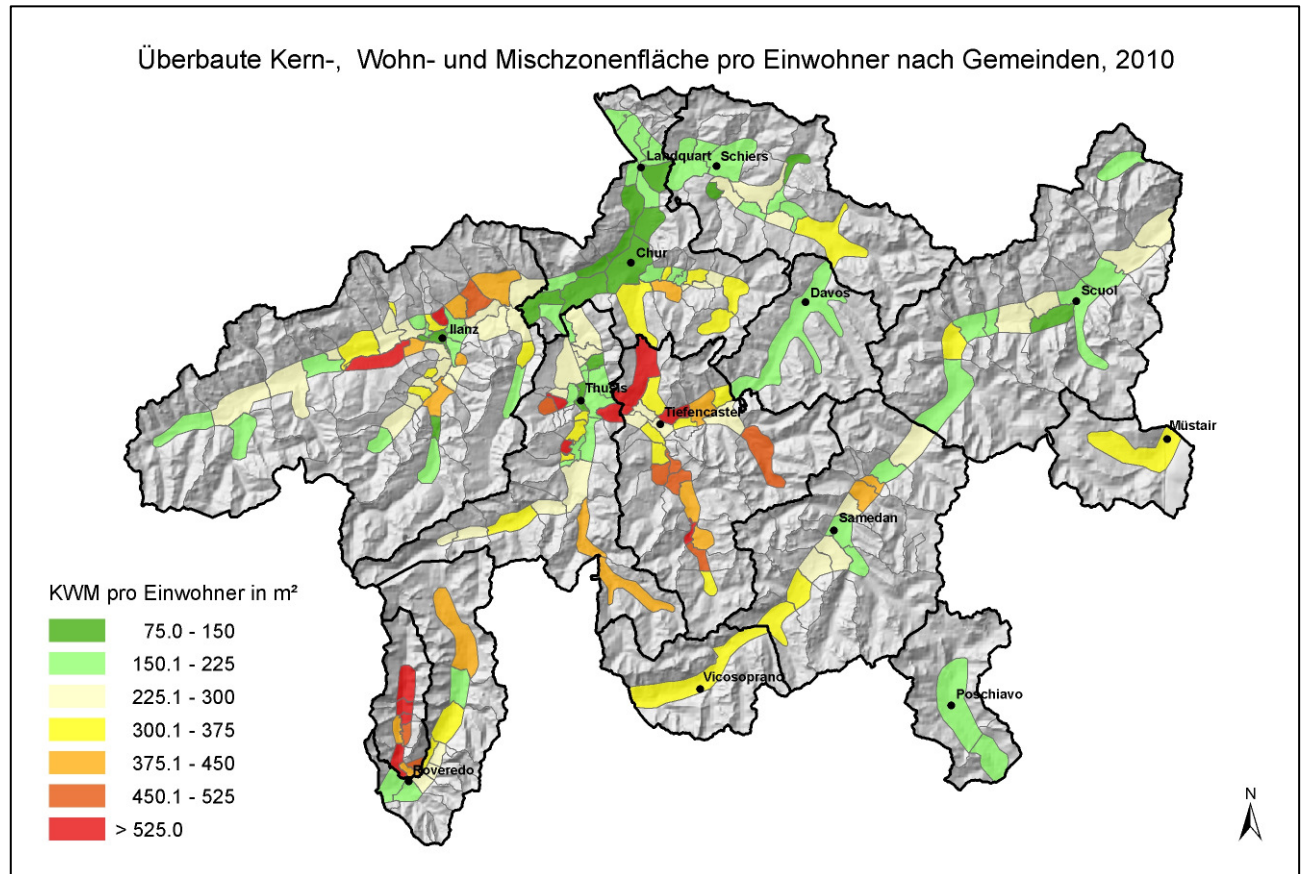 Überbaute Kern-,  Wohn- und Mischzonenfläche pro Einwohner nach Gemeinden, 2010
Landquart
Schiers
Chur
Davos
Scuol
Ilanz
Thusis
Tiefencastel
Müstair
Samedan
Vicosoprano
Poschiavo
Roveredo
KWM pro Einwohner in m²
75.0 - 150
150.1 - 225
225.1 - 300
300.1 - 375
375.1 - 450
450.1 - 525
> 525.0
N